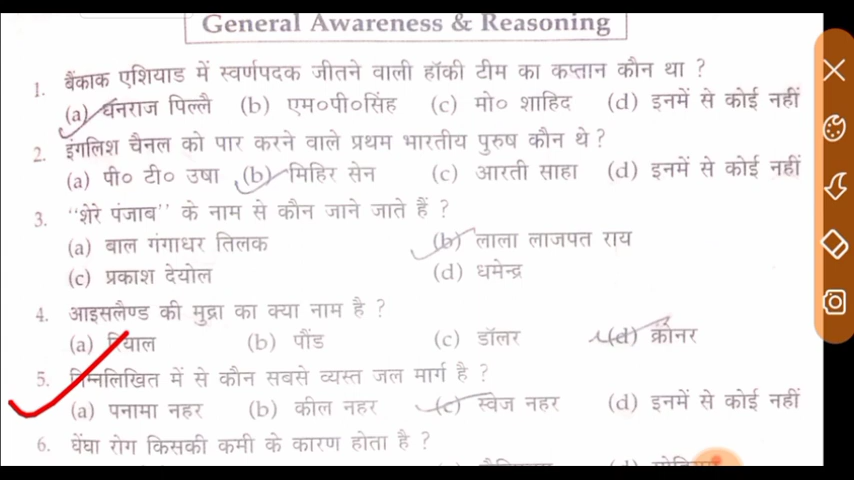 General Awareness & Reasoning
1. बैंकाक एशियाड में स्वर्णपदक जीतने वाली हॉकी टीम का कप्तान कौन था ?
(a) धनराज पिल्लै (b) एम०पी०सिंह (c) मो० शाहिद (d) इनमें से कोई नहीं
2. इंगलिश चैनल को पार करने वाले प्रथम भारतीय पुरुष कौन थे ?
(a) पी० टी० उषा (b) मिहिर सेन (c) आरती साहा (d) इनमें से कोई नहीं
3. “शेरे पंजाब” के नाम से कौन जाने जाते हैं ?
(a) बाल गंगाधर तिलक (b) लाला लाजपत राय
(c) प्रकाश देयोल (d) धमेन्द्र
4. आइसलैण्ड की मुद्रा का क्या नाम है ?
(a) रियाल (b) पौंड (c) डॉलर (d) क्रोनर
5. निम्नलिखित में से कौन सबसे व्यस्त जल मार्ग है ?
(a) पनामा नहर (b) कील नहर (c) स्वेज नहर (d) इनमें से कोई नहीं
6. घेंघा रोग किसकी कमी के कारण होता है ?